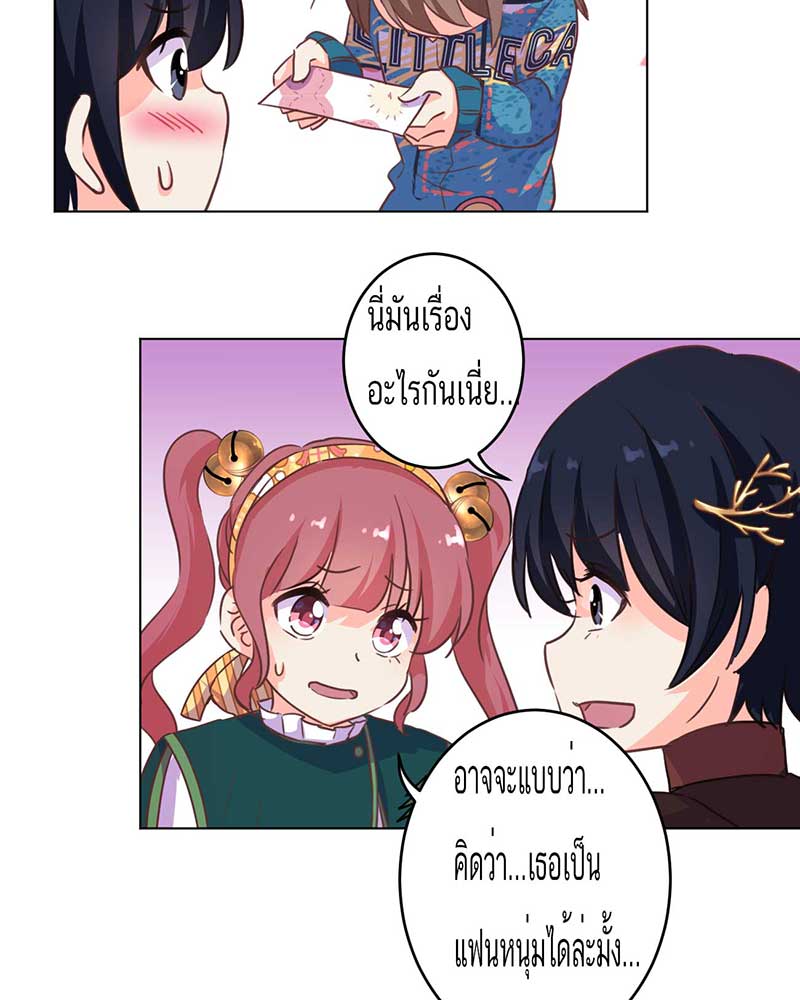 LITTLECA
นี่มันเรื่อง
อะไรกันเนี่ย...
อาจจะแบบว่า...
คิดว่า...เธอเป็น
แฟนหนุ่มได้ล่ะมั้ง...